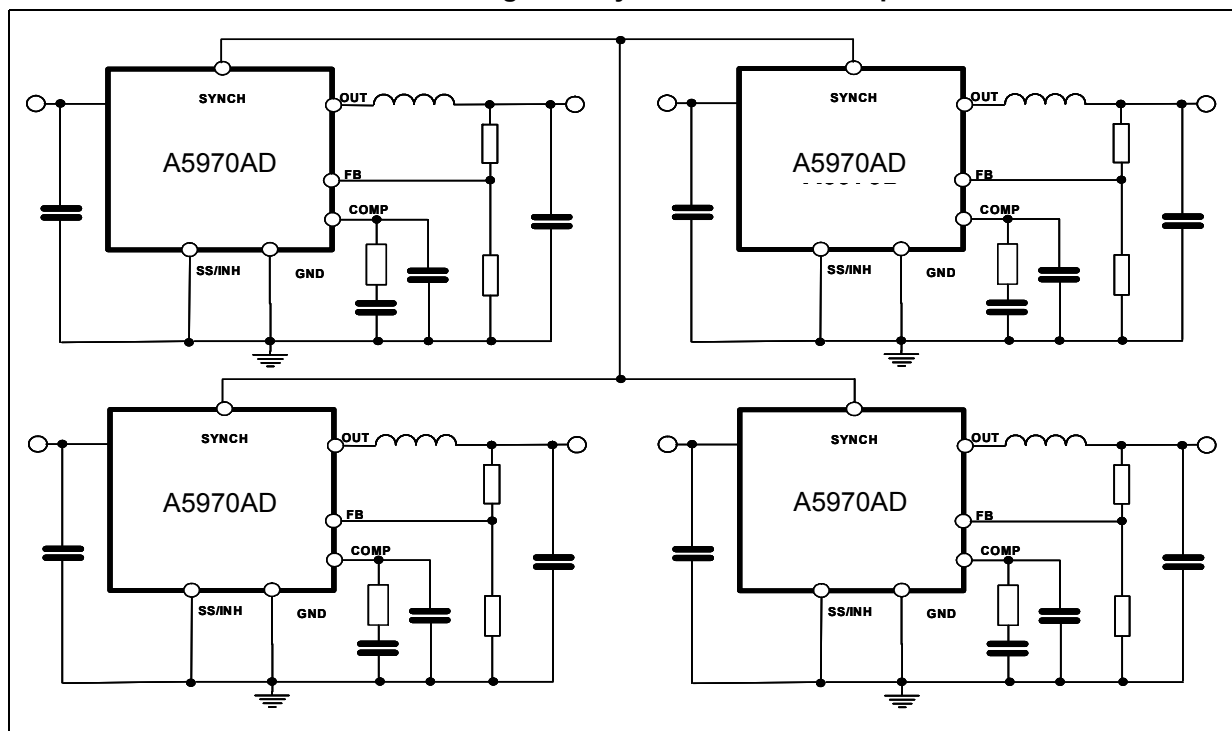 SYNCH
OUT
A5970AD
FB
COMP
SS/INH
GND
SYNCH
OUT
A5970AD
FB
COMP
SS/INH
GND
SYNCH
OUT
A5970AD
FB
COMP
SS/INH
GND
SYNCH
OUT
A5970AD
FB
COMP
SS/INH
GND